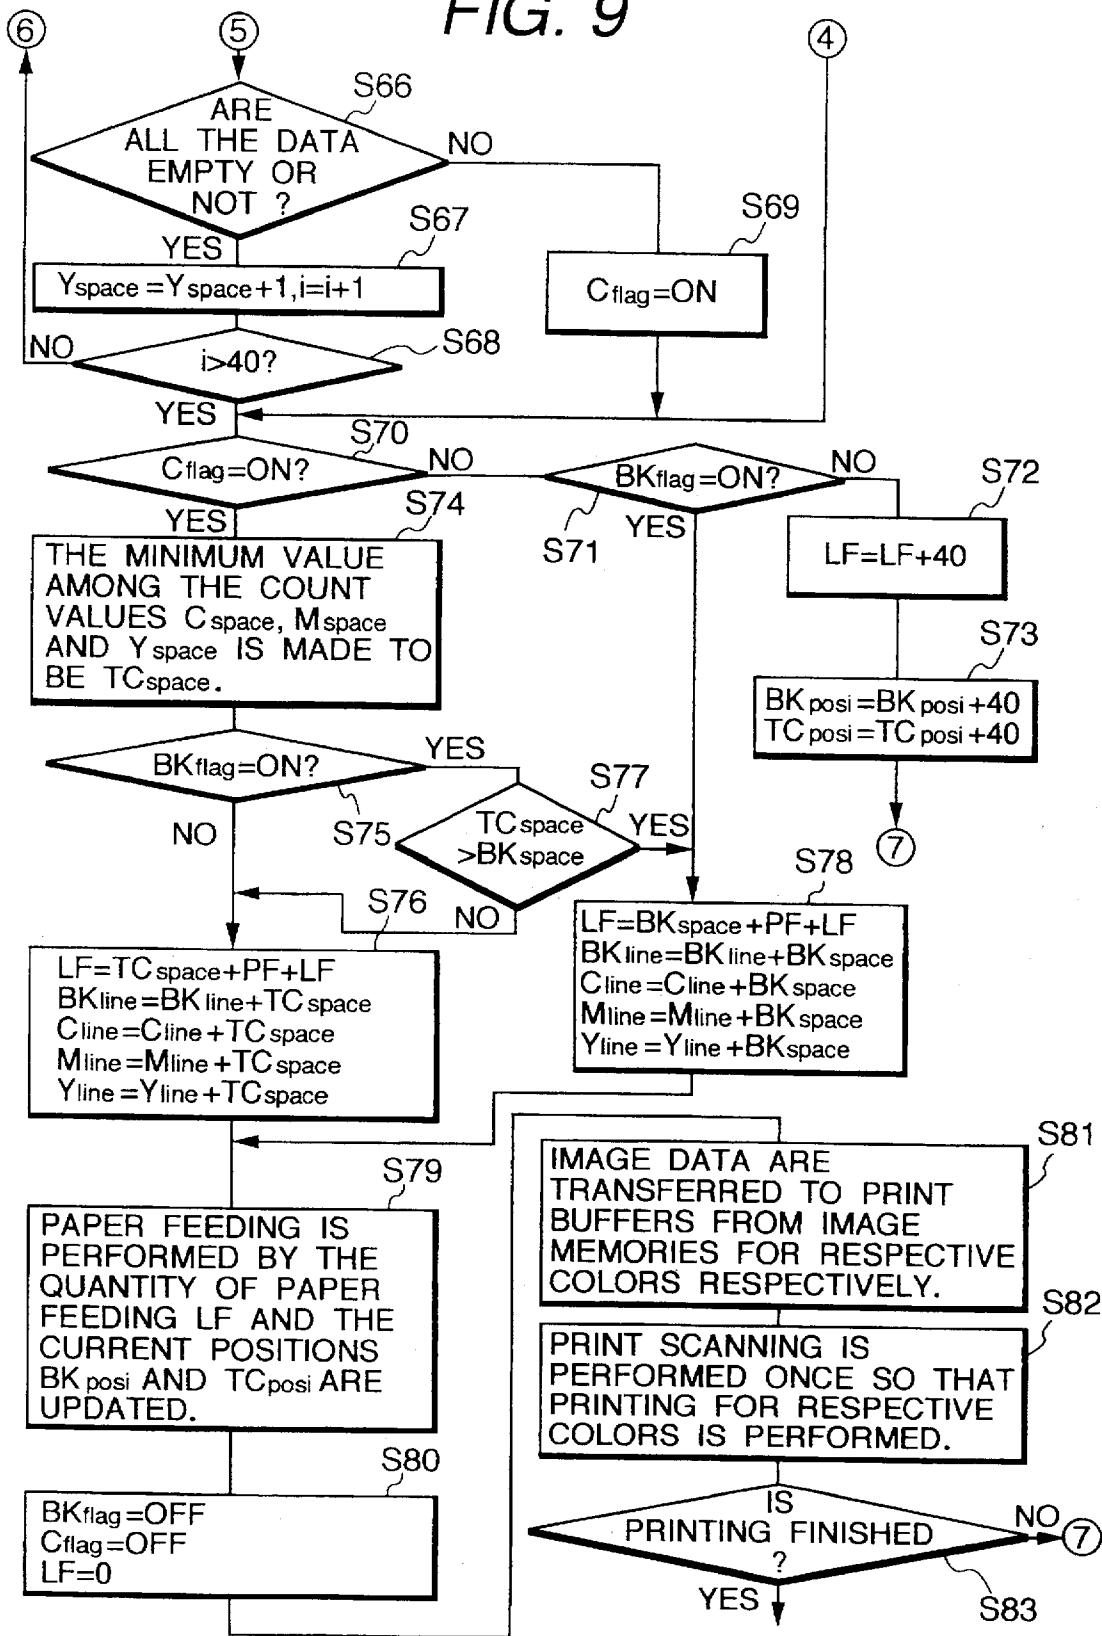 FIG. 9
⑥
⑤
④
S66
ARE
ALL THE DATA
EMPTY OR
NOT ?
NO
YES
S67
Yspace=Yspace+1,i=i+1
S69
Cflag=ON
NO
i>40?
S68
YES
S70
Cflag=ON?
NO
YES
BKflag=ON?
NO
S71
YES
S72
LF=LF+40
S73
BKposi=BKposi+40
TCposi=TCposi+40
⑦
S74
THE MINIMUM VALUE
AMONG THE COUNT
VALUES Cspace, Mspace
AND Yspace IS MADE TO
BE TCspace.
BKflag=ON?
YES
S75
NO
S77
TCspace
>BKspace
YES
NO
S76
LF=TCspace+PF+LF
BKline=BKline+TCspace
Cline=Cline+TCspace
Mline=Mline+TCspace
Yline=Yline+TCspace
S78
LF=BKspace+PF+LF
BKline=BKline+BKspace
Cline=Cline+BKspace
Mline=Mline+BKspace
Yline=Yline+BKspace
S79
PAPER FEEDING IS
PERFORMED BY THE
QUANTITY OF PAPER
FEEDING LF AND THE
CURRENT POSITIONS
BKposi AND TCposi ARE
UPDATED.
S80
BKflag=OFF
Cflag=OFF
LF=0
S81
IMAGE DATA ARE
TRANSFERRED TO PRINT
BUFFERS FROM IMAGE
MEMORIES FOR RESPECTIVE
COLORS RESPECTIVELY.
S82
PRINT SCANNING IS
PERFORMED ONCE SO THAT
PRINTING FOR RESPECTIVE
COLORS IS PERFORMED.
IS
PRINTING FINISHED
?
NO
⑦
YES
S83